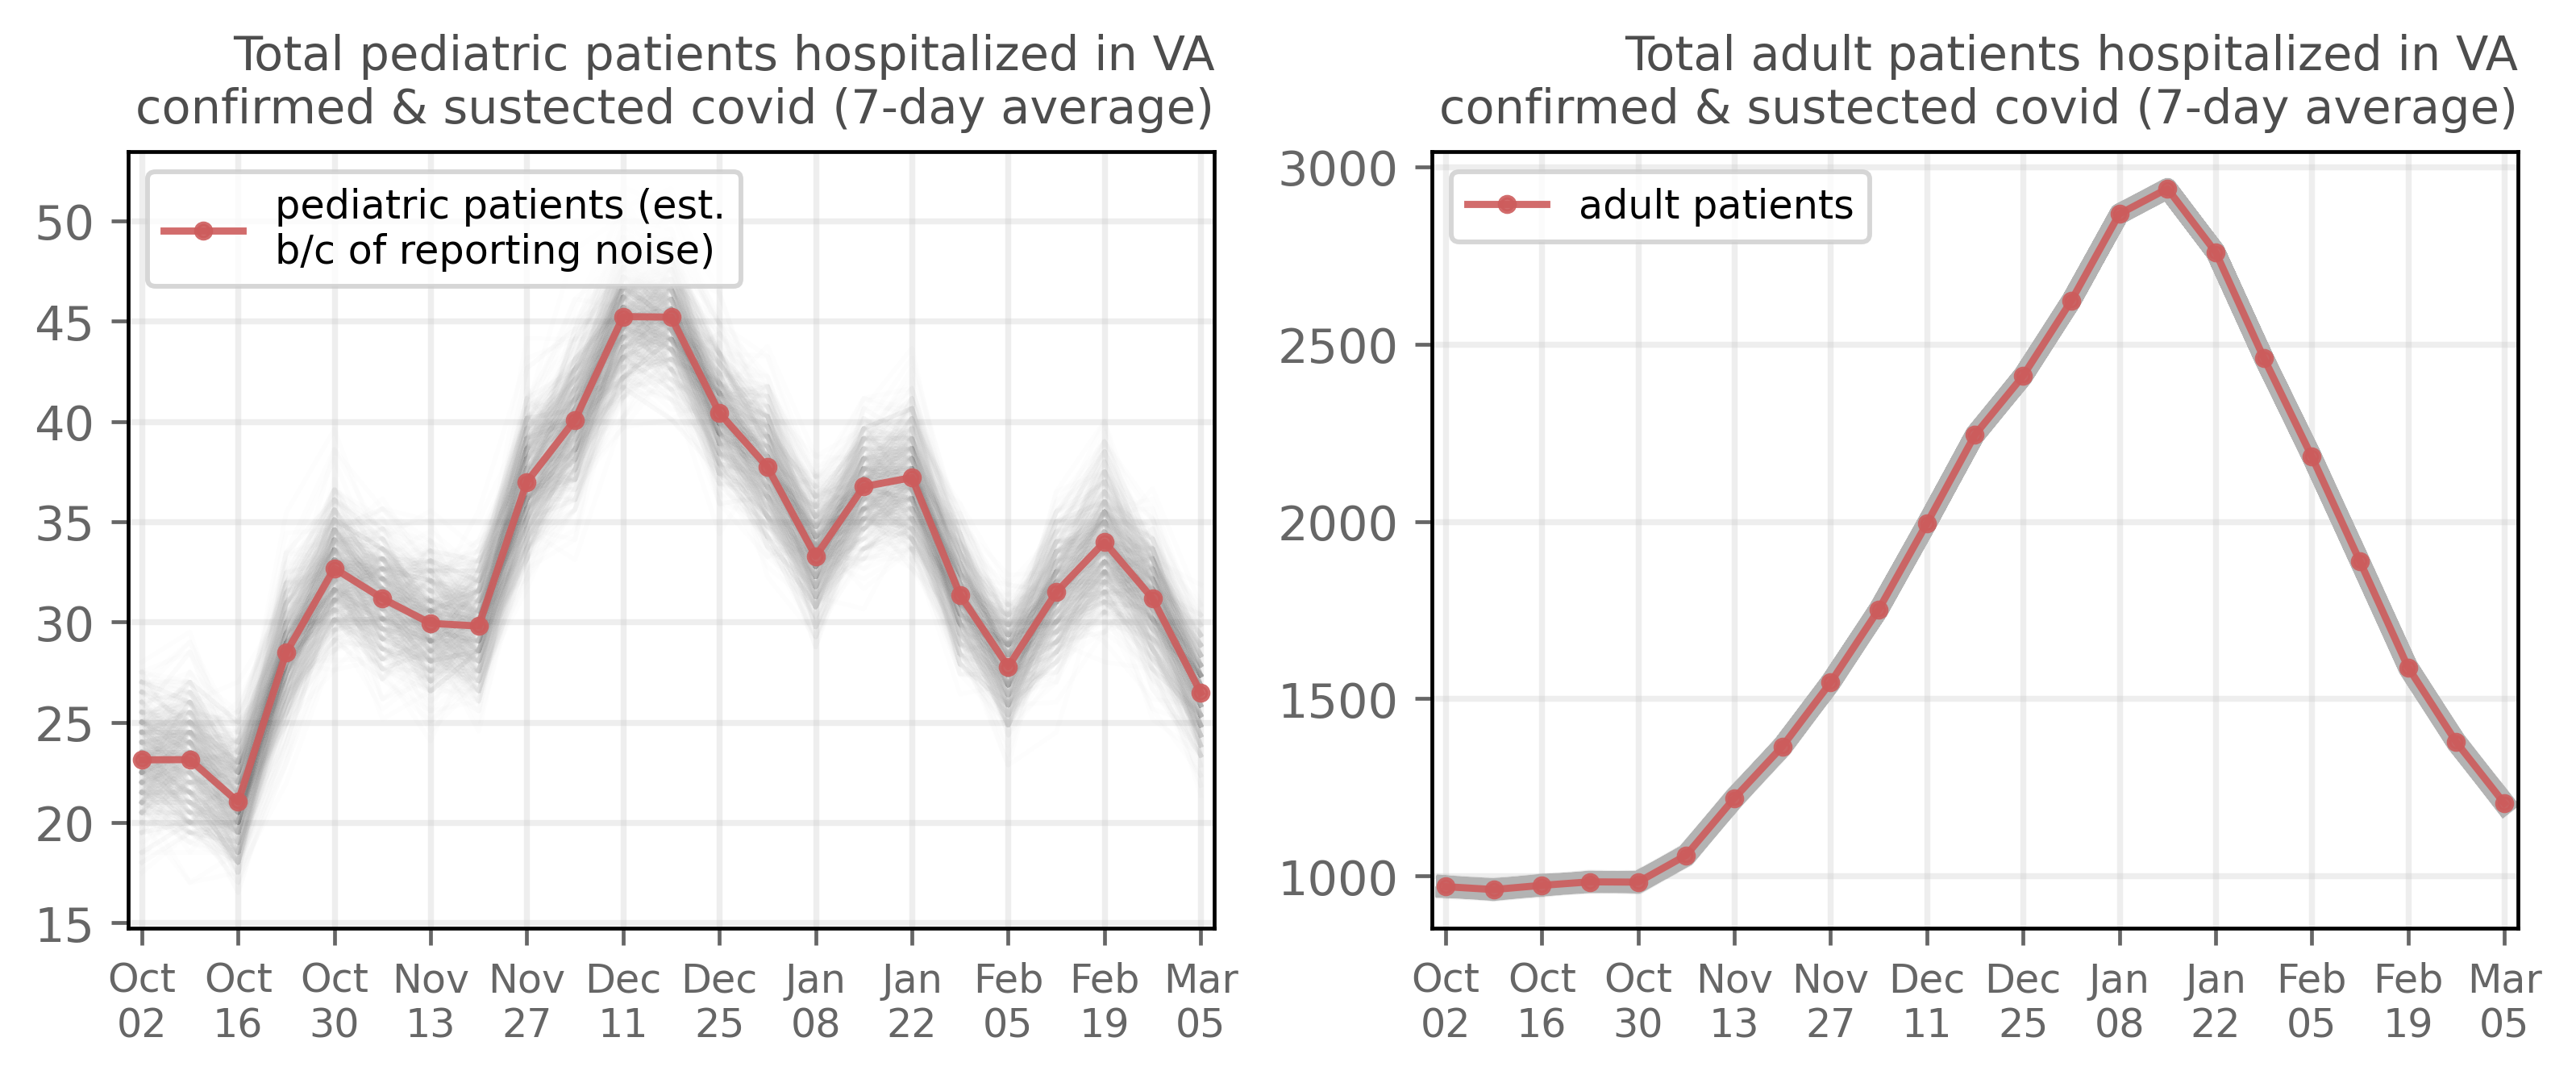 Total pediatric patients hospitalized in VA
confirmed & sustected covid (7-day average)
pediatric patients (est.
b/c of reporting noise)
50
45
40
35
30
25
20
15
Oct Oct Oct Nov Nov Dec Dec Jan Jan Feb Feb Mar
02 16 30 13 27 11 25 08 22 05 19 05
Total adult patients hospitalized in VA
confirmed & sustected covid (7-day average)
adult patients
3000
2500
2000
1500
1000
Oct Oct Oct Nov Nov Dec Dec Jan Jan Feb Feb Mar
02 16 30 13 27 11 25 08 22 05 19 05